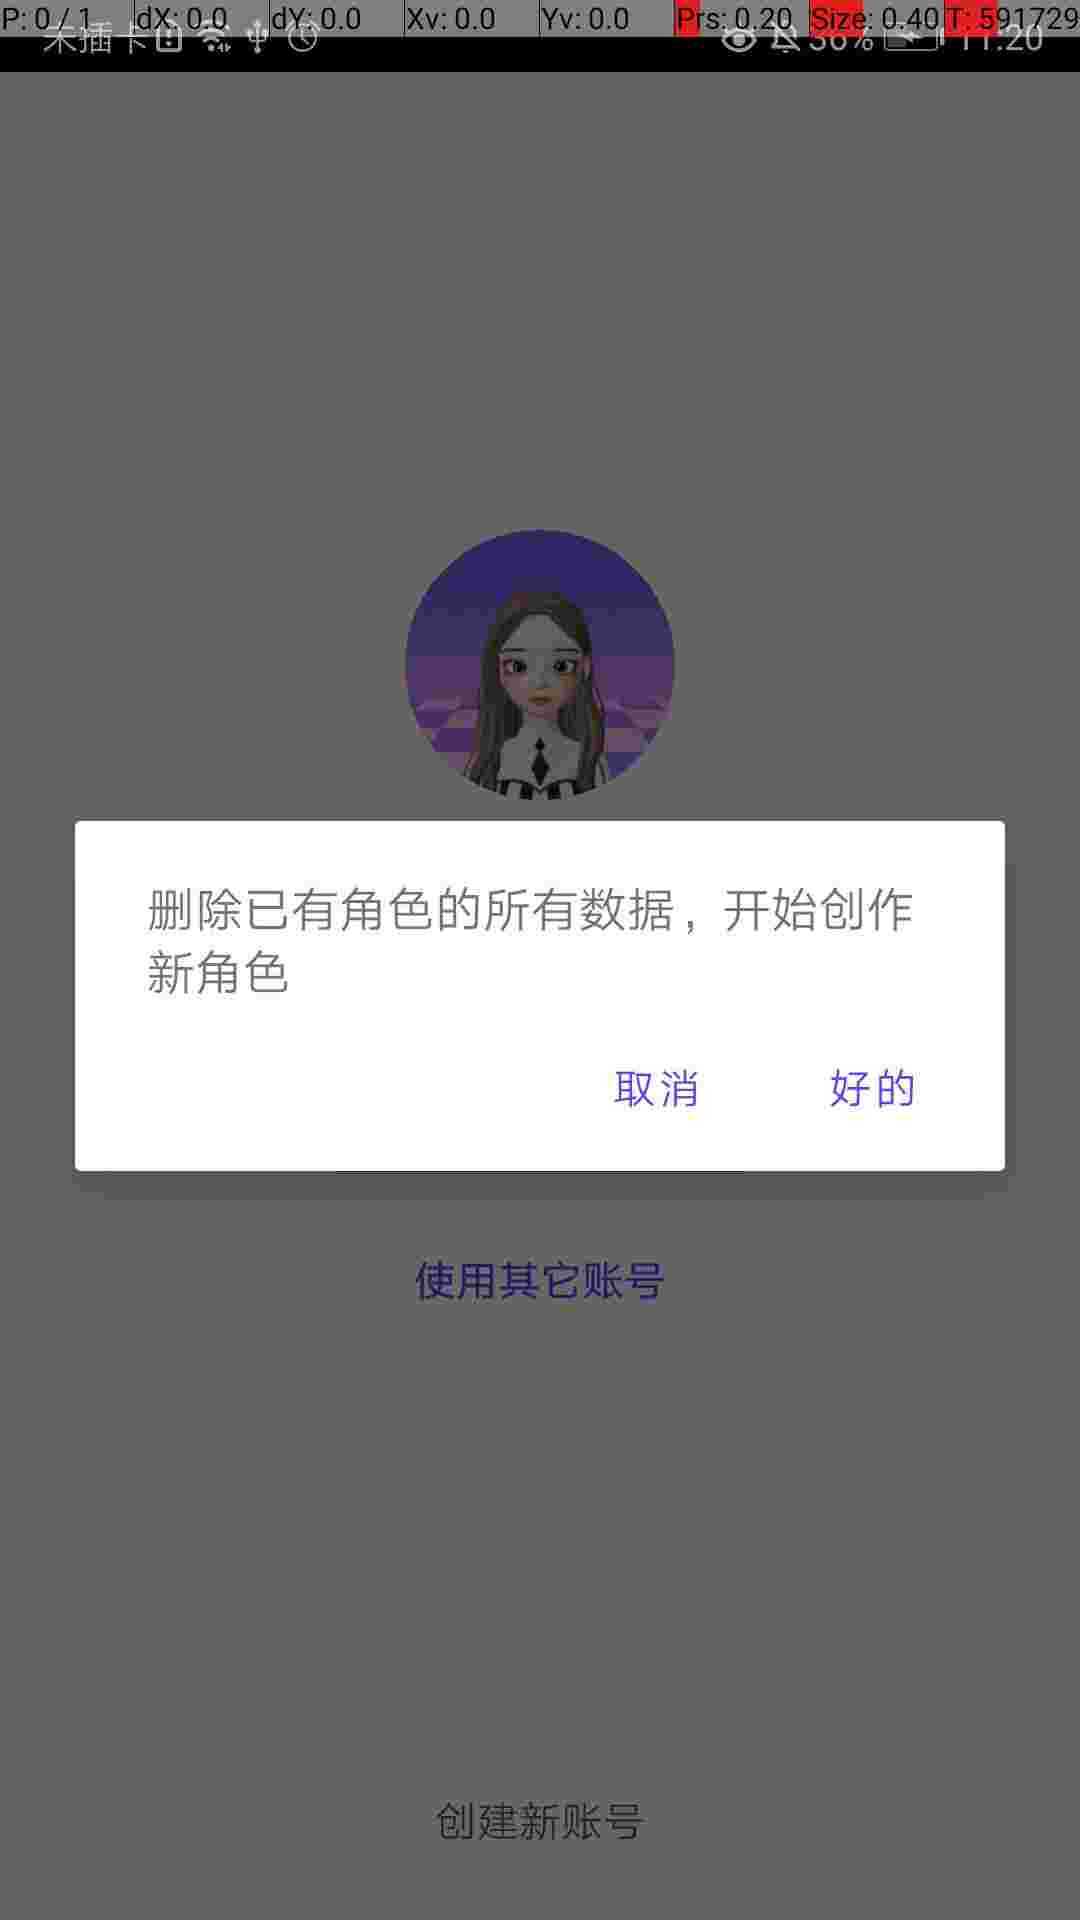 P: 0 / 1 dX: 0.0 dY: 0.0 Xv: 0.0 Yv: 0.0 Prs: 0.20 Size: 0.40 T: 591729
未插卡 36% 11:20
删除已有角色的所有数据，开始创作
新角色
取消 好的
使用其它账号
创建新账号